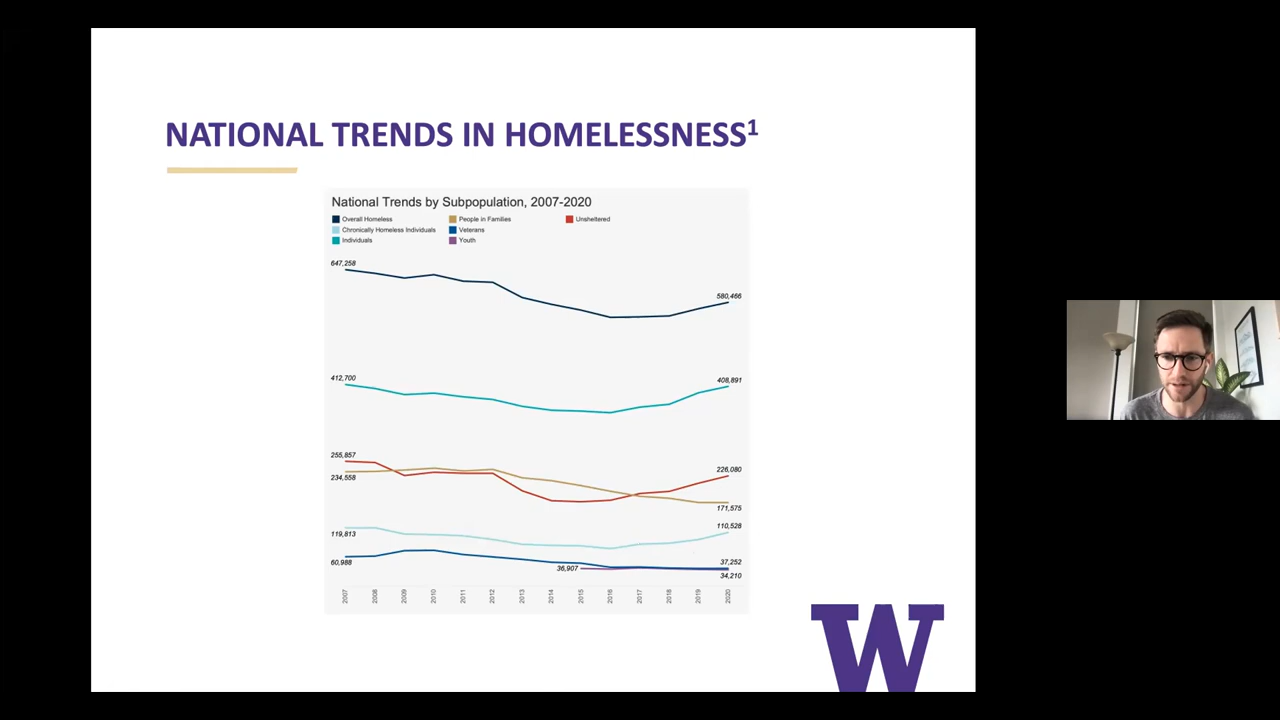 NATIONAL TRENDS IN HOMELESSNESS1
National Trends by Subpopulation, 2007-2020
Overall Homeless
People in Families
Unsheltered
Chronically Homeless Individuals
Veterans
Individuals
Youth
647,258
580,466
412,700
408,891
255,857
234,558
226,080
171,575
119,813
110,528
60,988
36,907
37,252
34,210
2007 2008 2009 2010 2011 2012 2013 2014 2015 2016 2017 2018 2019 2020
W